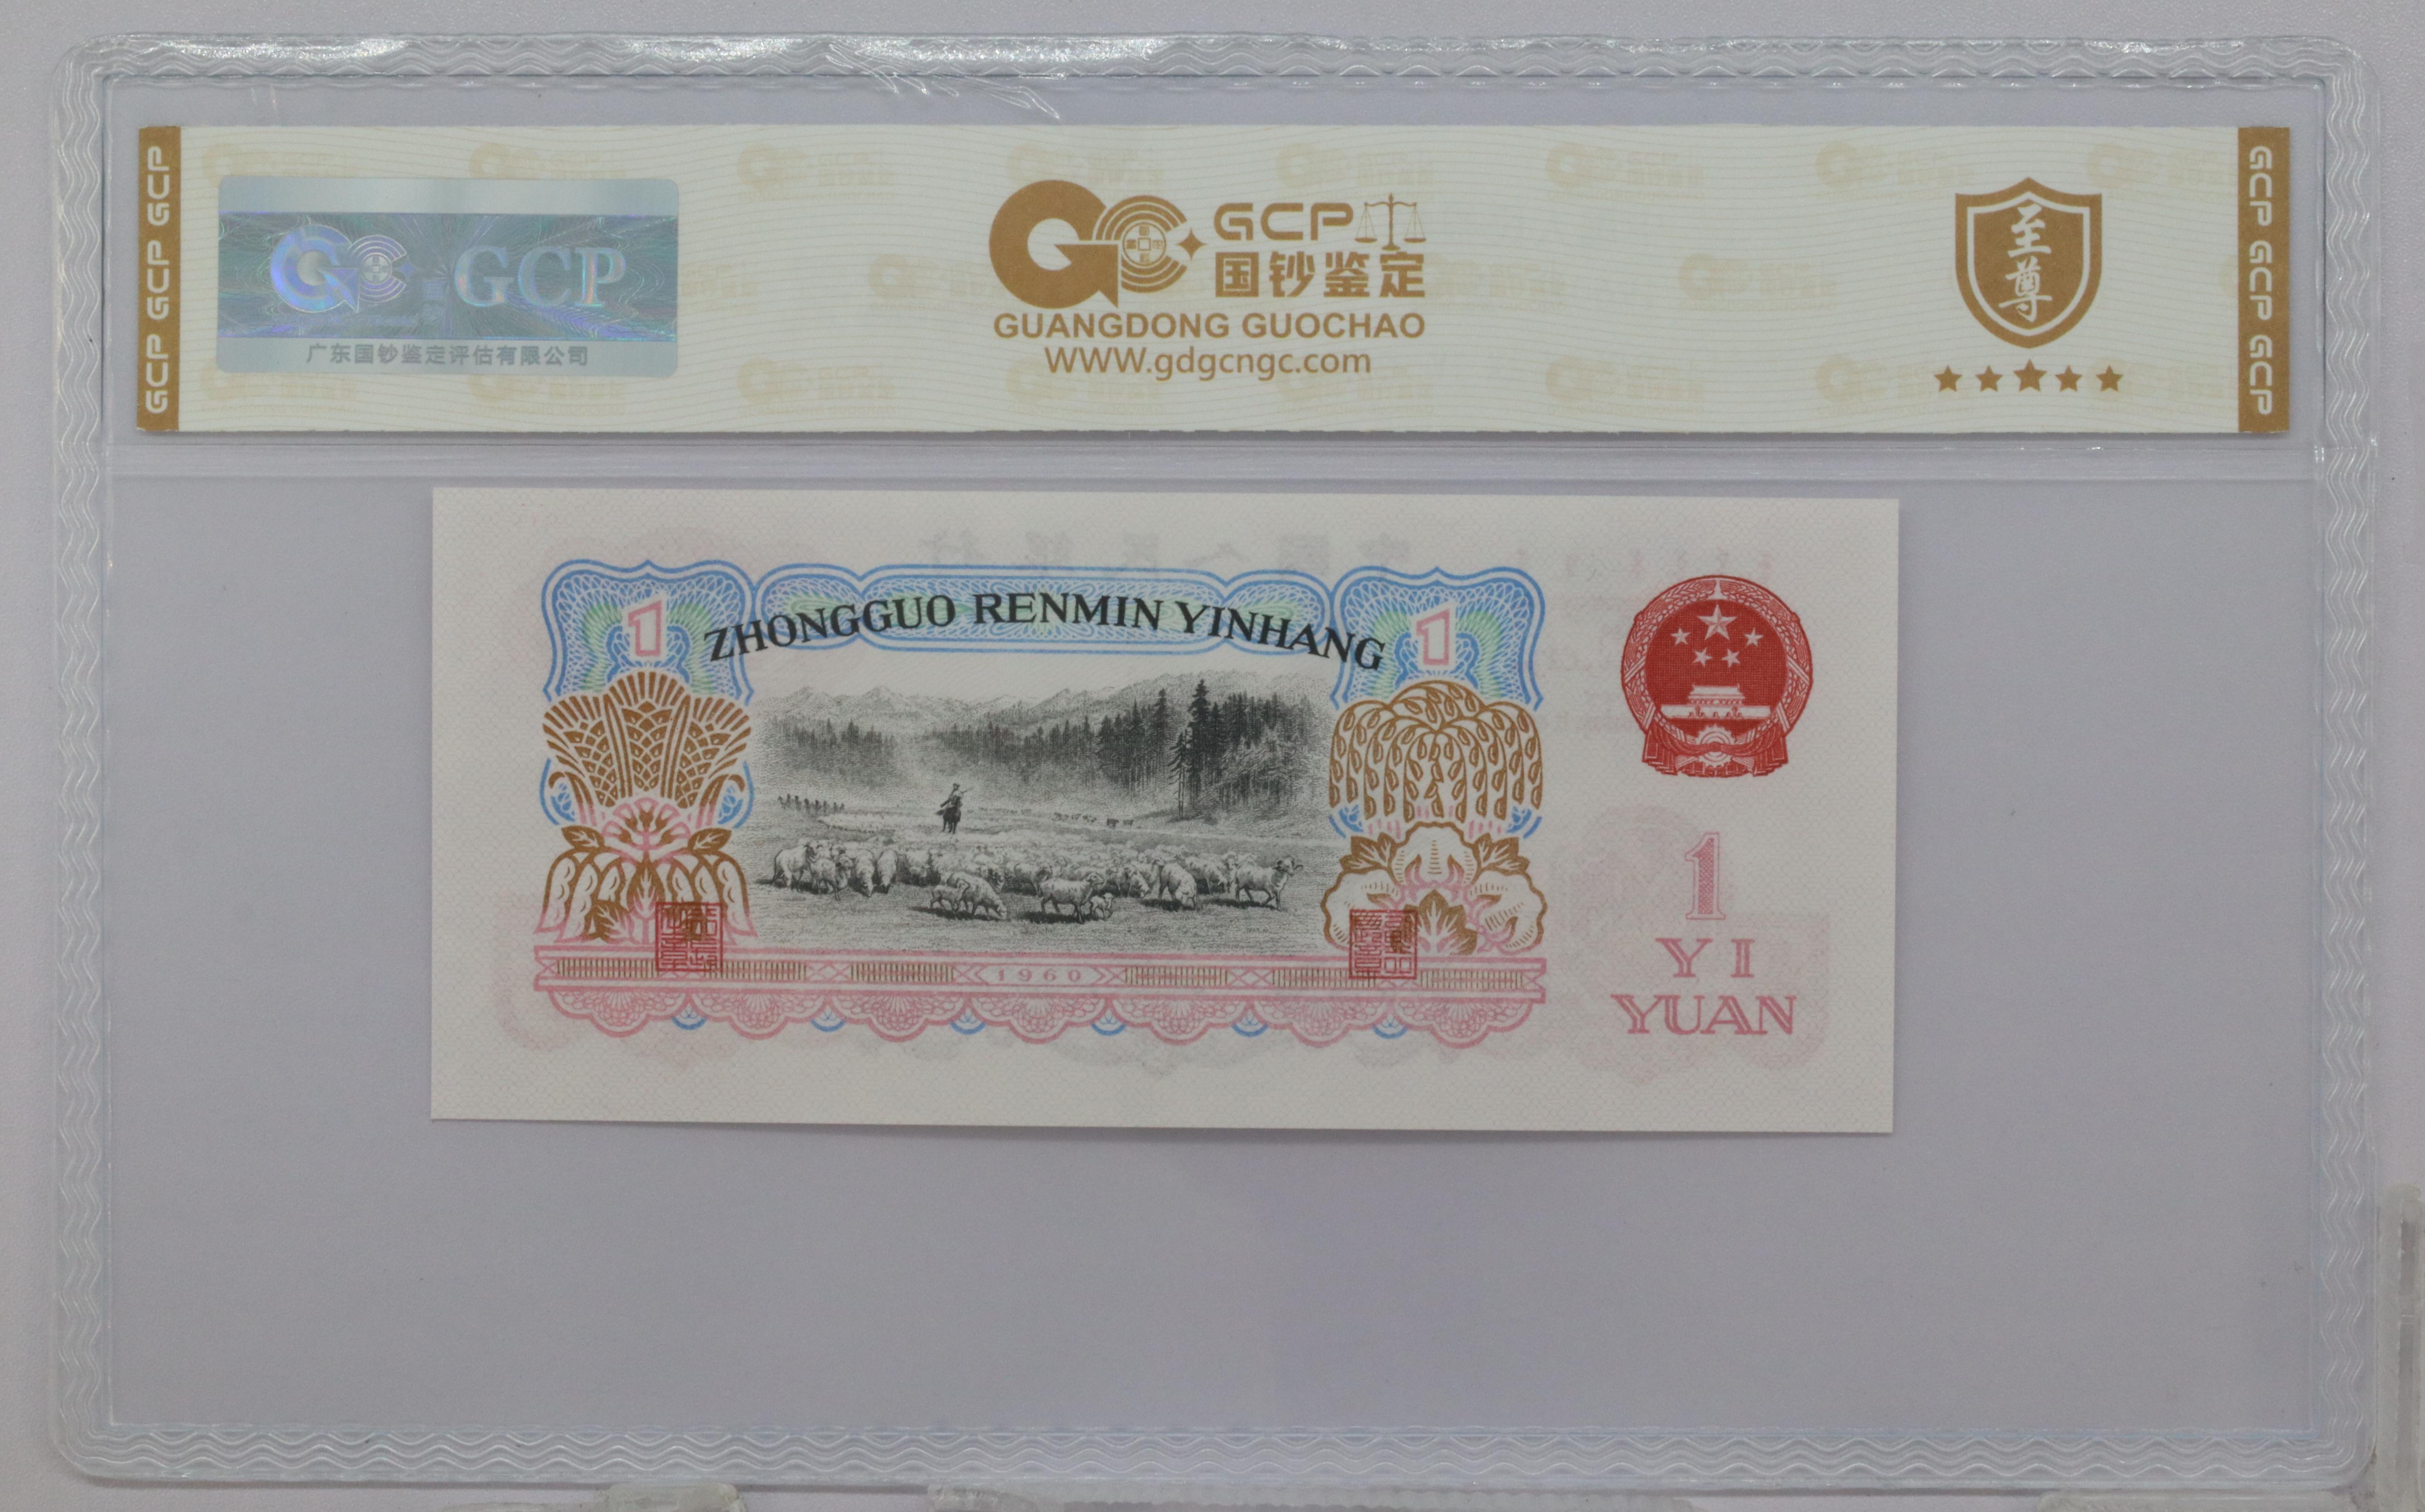 GCP GCP GCP
GCP
广东国钞鉴定评估有限公司
GCP
国钞鉴定
GUANGDONG GUOCHAO
WWW.gdgcngc.com
至尊
GCP GCP GCP
ZHONGGUO RENMIN YINHANG
1
1
1960
1
YI
YUAN